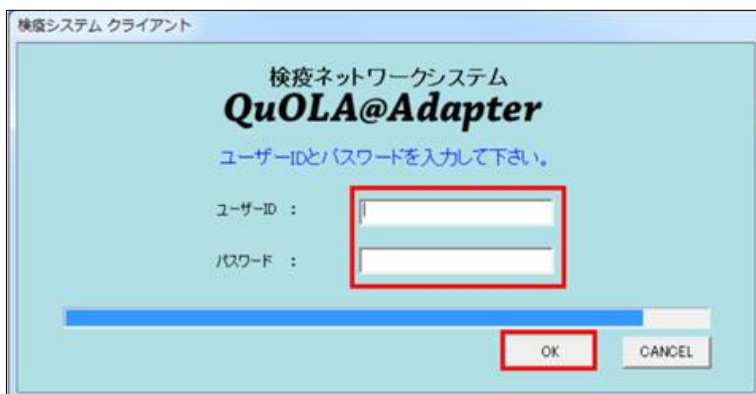 検疫システム クライアント
検疫ネットワークシステム
QuOLA@Adapter
ユーザーIDとパスワードを入力して下さい。
ユーザーID :
パスワード :
OK CANCEL